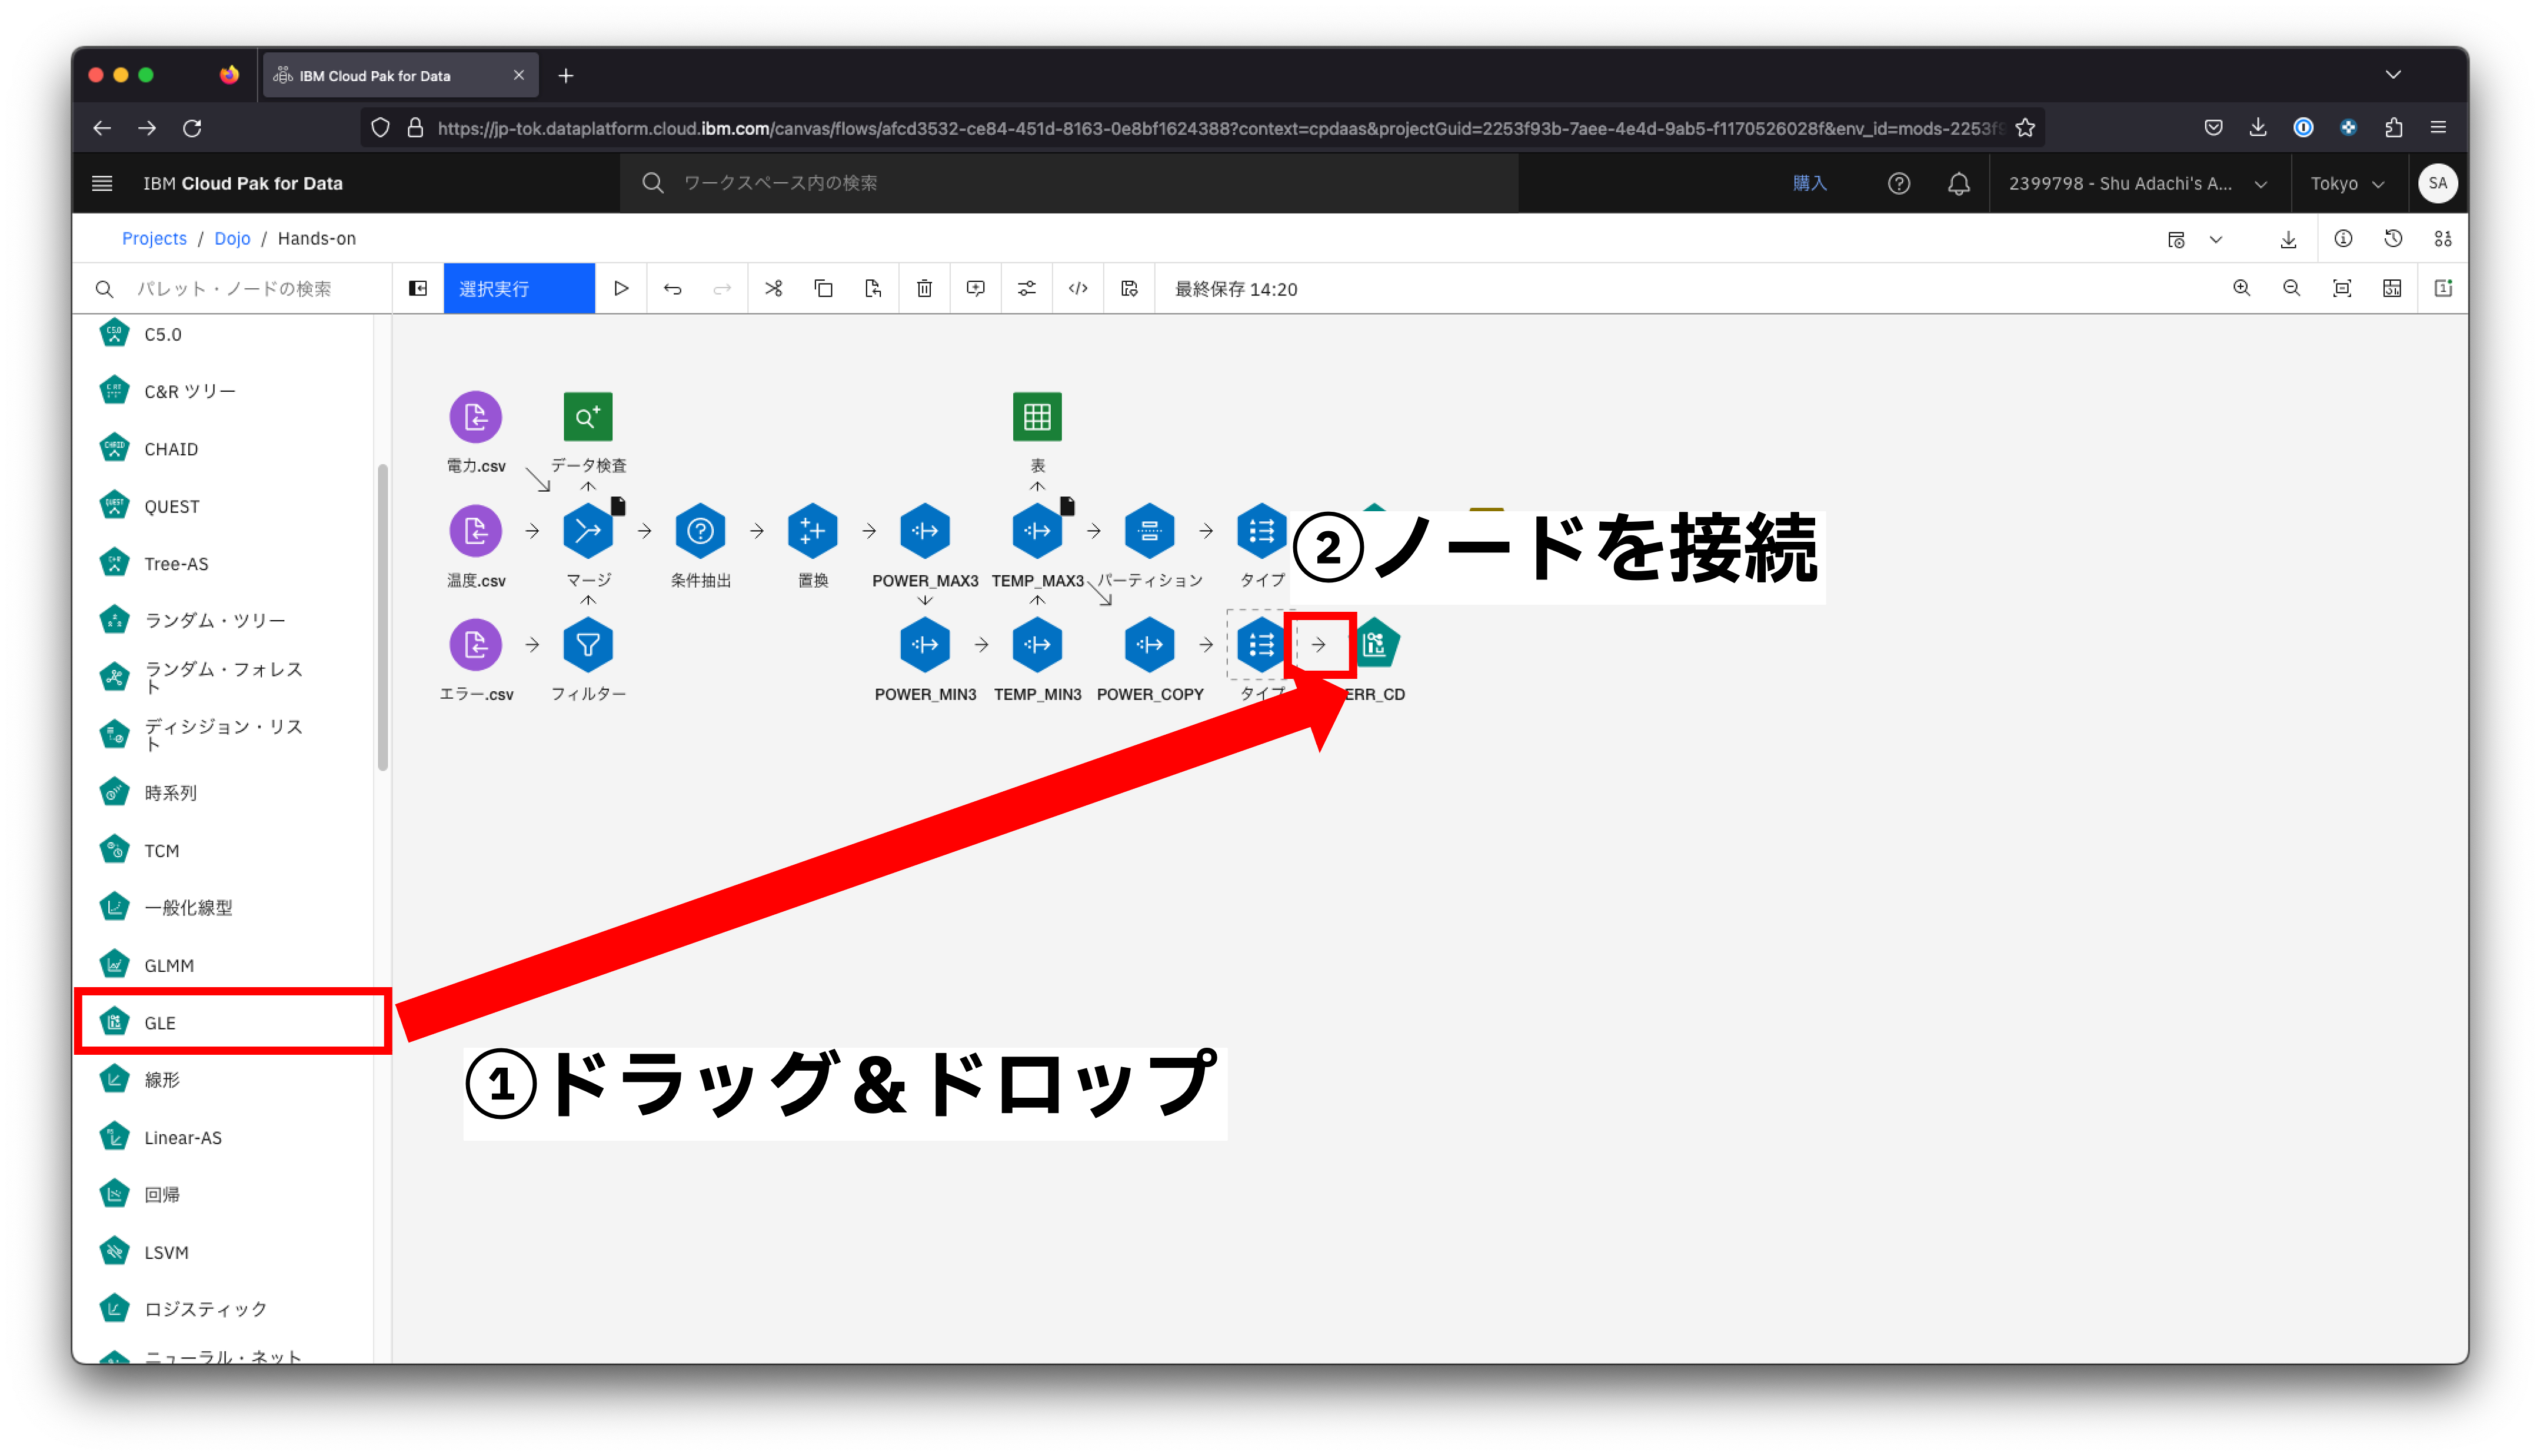 IBM Cloud Pak for Data
https://jp-tok.dataplatform.cloud.ibm.com/canvas/flows/afcd3532-ce84-451d-8163-0e8bf1624388?context=cpdaas&projectGuid=2253f93b-7aee-4e4d-9ab5-f1170526028f&env_id=mods-2253f9
IBM Cloud Pak for Data
ワークスペース内の検索
購入
2399798 - Shu Adachi's A...
Tokyo
SA
Projects / Dojo / Hands-on
パレット・ノードの検索
選択実行
最終保存 14:20
C5.0
C&R ツリー
CHAID
QUEST
Tree-AS
ランダム・ツリー
ランダム・フォレス
ト
ディシジョン・リス
ト
時系列
TCM
一般化線型
GLMM
GLE
線形
Linear-AS
回帰
LSVM
ロジスティック
ニューラル・ネット
電力.csv
データ検査
表
温度.csv
マージ
条件抽出
置換
POWER_MAX3
TEMP_MAX3
パーティション
タイプ
②ノードを接続
エラー.csv
フィルター
POWER_MIN3
TEMP_MIN3
POWER_COPY
タイプ
ERR_CD
①ドラッグ&ドロップ